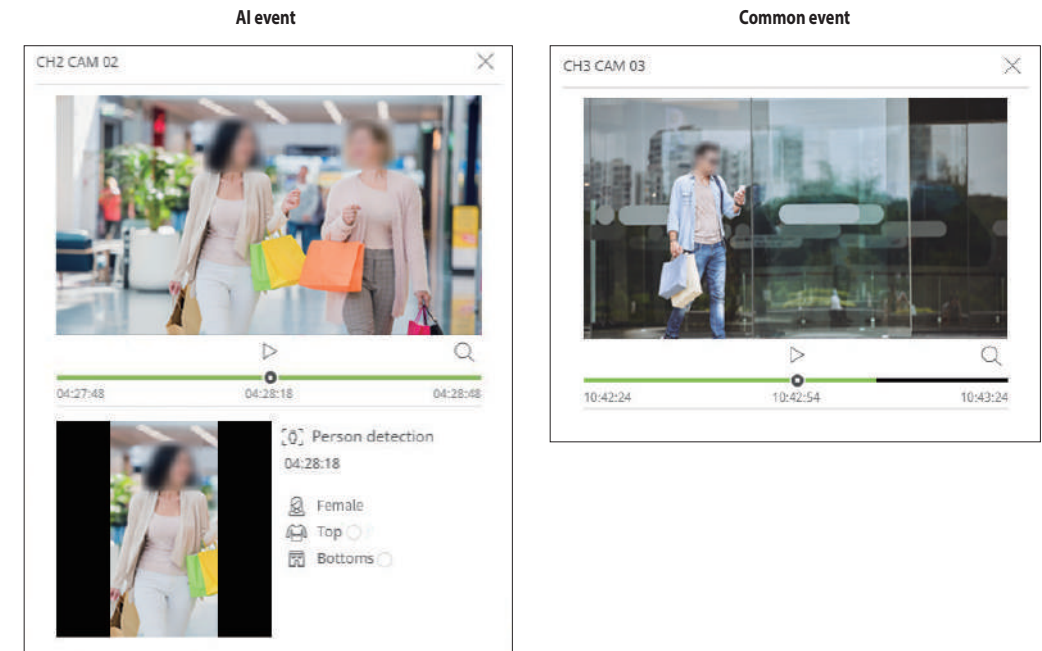 AI event
CH2 CAM 02
04:27:48 04:28:18 04:28:48
Person detection
04:28:18
Female
Top
Bottoms
Common event
CH3 CAM 03
10:42:24 10:42:54 10:43:24